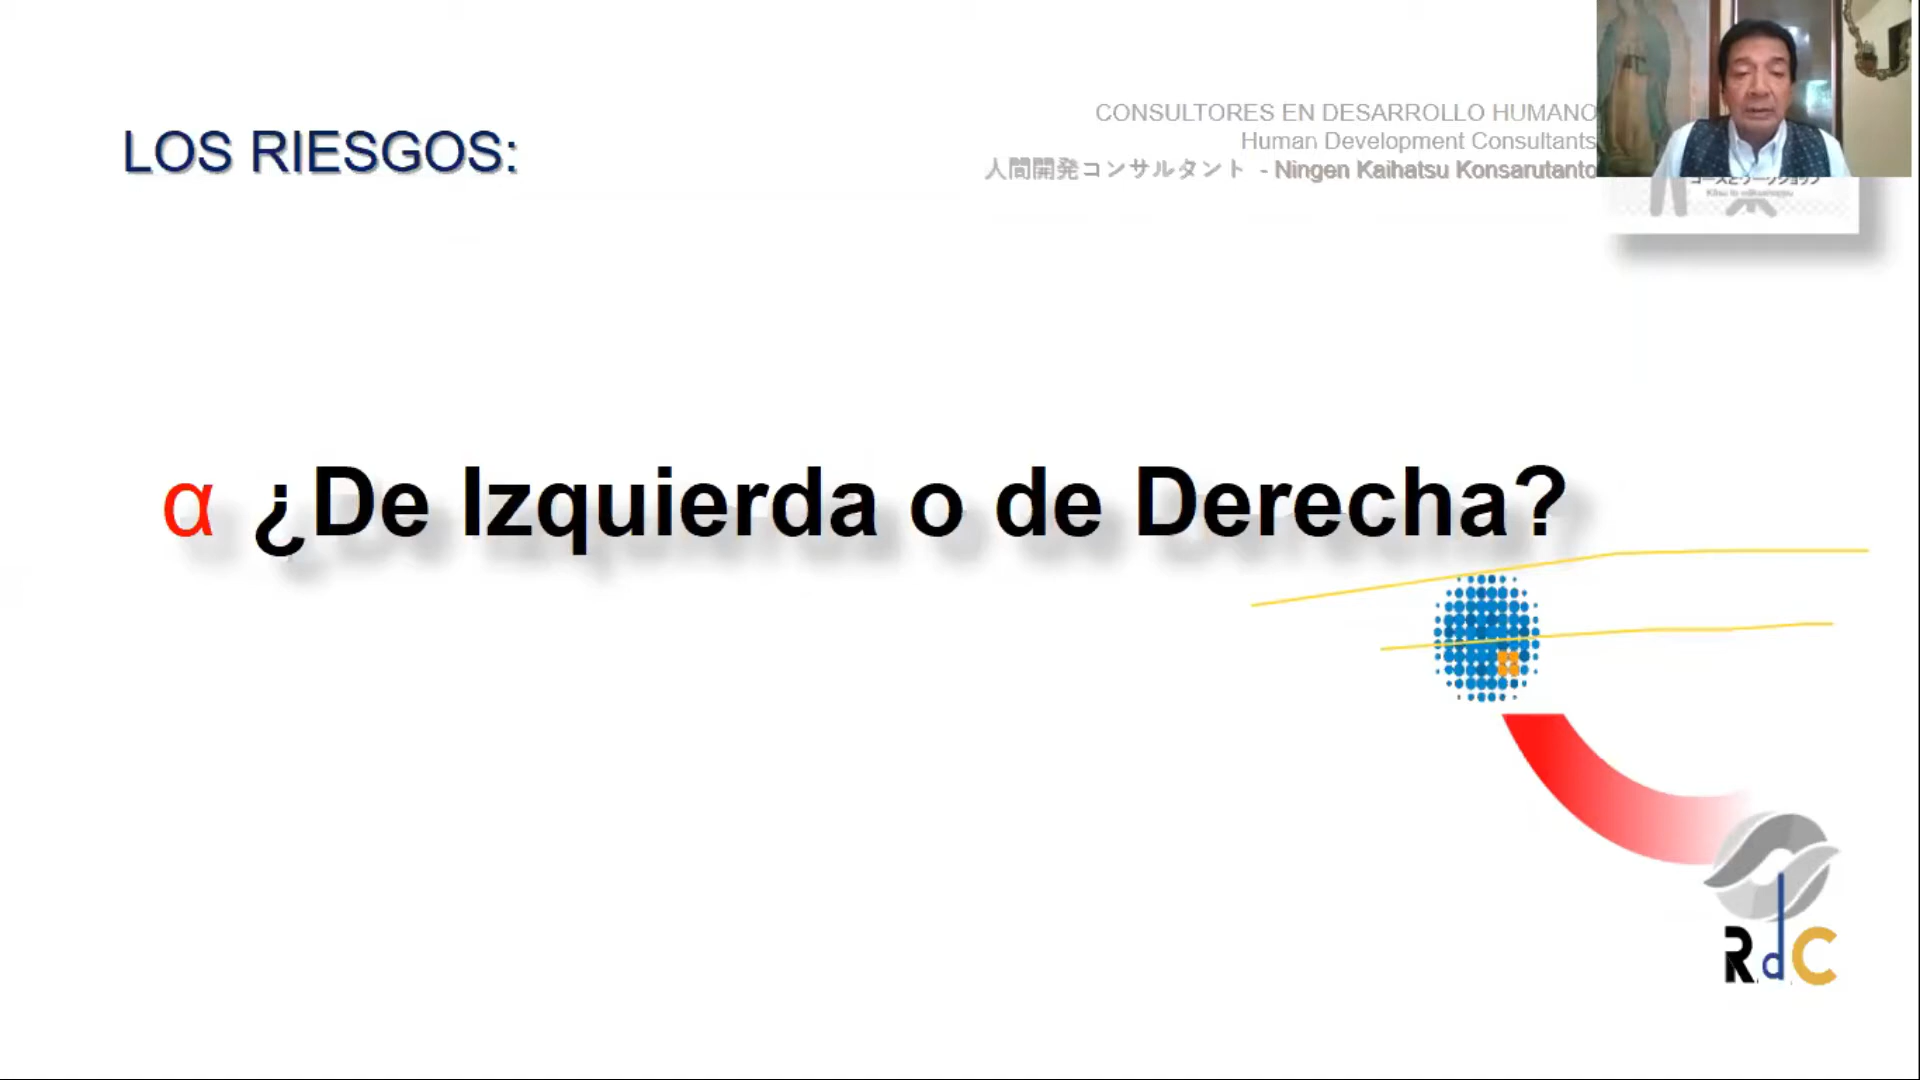 LOS RIESGOS:
CONSULTORES EN DESARROLLO HUMANO
Human Development Consultants
人間開発コンサルタント - Ningen Kaihatsu Konsarutanto
α ¿De Izquierda o de Derecha?
R.d.C